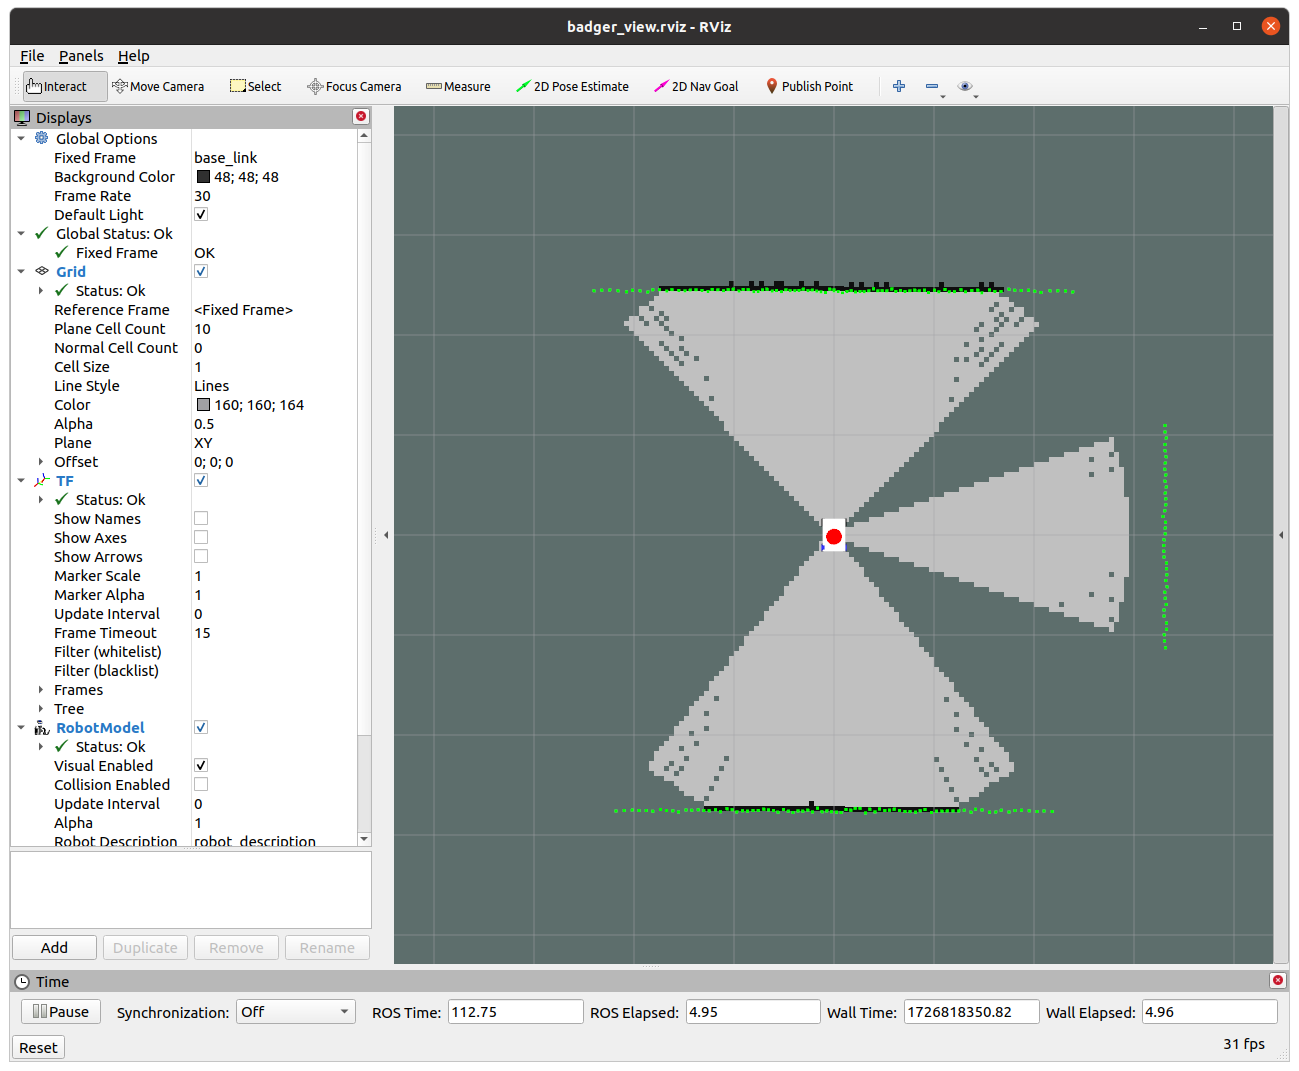 badger_view.rviz - RViz
File Panels Help
Interact Move Camera Select Focus Camera Measure 2D Pose Estimate 2D Nav Goal Publish Point
Displays
Global Options
Fixed Frame base_link
Background Color 48; 48; 48
Frame Rate 30
Default Light
Global Status: Ok
Fixed Frame OK
Grid
Status: Ok
Reference Frame <Fixed Frame>
Plane Cell Count 10
Normal Cell Count 0
Cell Size 1
Line Style Lines
Color 160; 160; 164
Alpha 0.5
Plane XY
Offset 0; 0; 0
TF
Status: Ok
Show Names
Show Axes
Show Arrows
Marker Scale 1
Marker Alpha 1
Update Interval 0
Frame Timeout 15
Filter (whitelist)
Filter (blacklist)
Frames
Tree
RobotModel
Status: Ok
Visual Enabled
Collision Enabled
Update Interval 0
Alpha 1
Robot Description robot_description
Add Duplicate Remove Rename
Time
Pause Synchronization: Off ROS Time: 112.75 ROS Elapsed: 4.95 Wall Time: 1726818350.82 Wall Elapsed: 4.96
Reset 31 fps